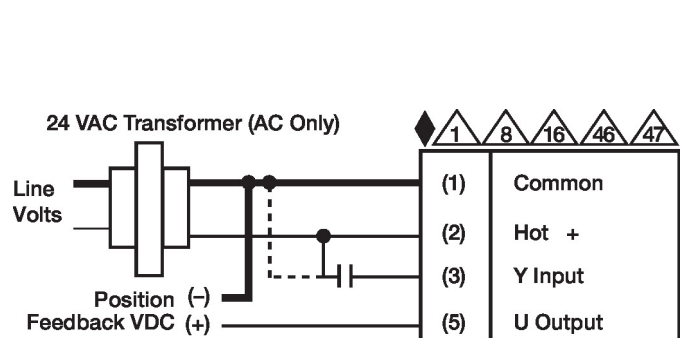 24 VAC Transformer (AC Only)
1 8 16 46 47
Line
Volts
(1) Common
(2) Hot +
(3) Y Input
Position (–)
Feedback VDC (+)
(5) U Output